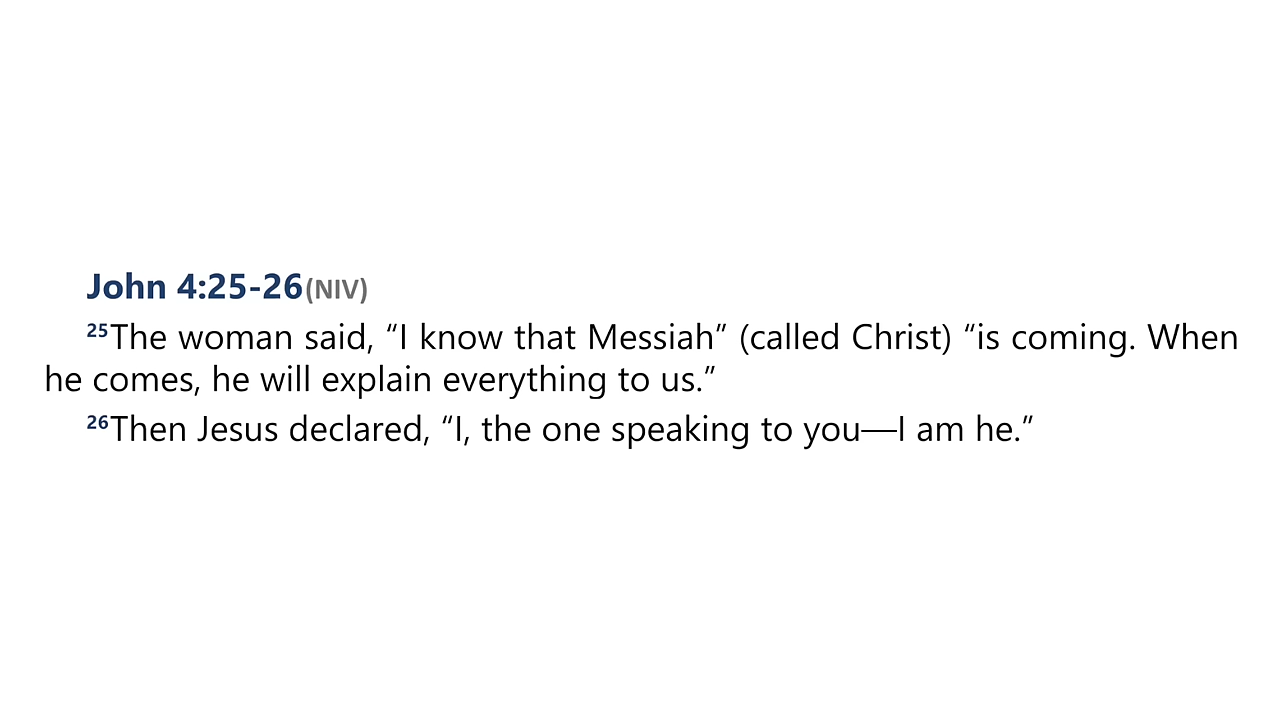 John 4:25-26(NIV)
25The woman said, “I know that Messiah” (called Christ) “is coming. When
he comes, he will explain everything to us.”
26Then Jesus declared, “I, the one speaking to you—I am he.”